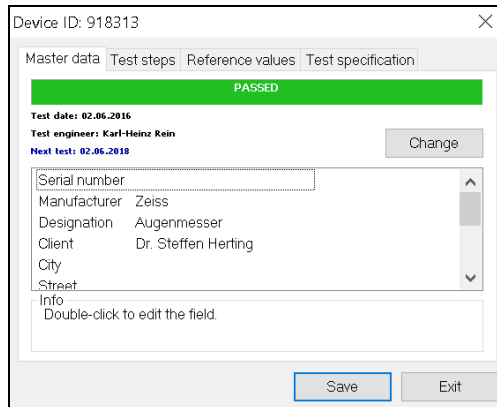 Device ID: 918313
Master data Test steps Reference values Test specification
PASSED
Test date: 02.06.2016
Test engineer: Karl-Heinz Rein
Next test: 02.06.2018
Change
Serial number
Manufacturer Zeiss
Designation Augenmesser
Client Dr. Steffen Herting
City
Street
Info
Double-click to edit the field.
Save Exit